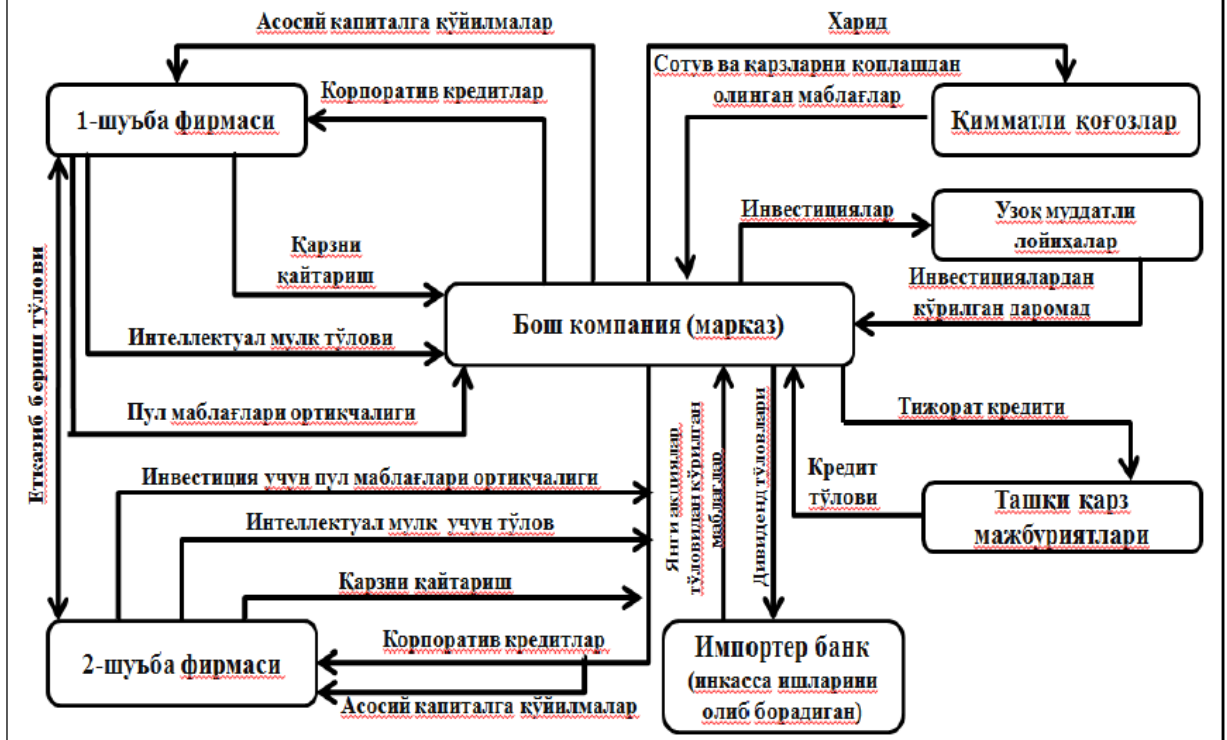 Асосий капиталга қўйилмалар
Харид
1-шуъба фирмаси
Корпоратив кредитлар
Сотув ва қарзларни қоплашдан
олинган маблағлар
Қимматли қоғозлар
Инвестициялар
Узоқ муддатли
лойиҳалар
Қарзни
қайтариш
Инвестициялардан
кўрилган даромад
Бош компания (марказ)
Интеллектуал мулк тўлови
Пул маблағлари ортиқчалиги
Етказиб бериш тўлови
Тижорат кредити
Инвестиция учун пул маблағлари ортиқчалиги
Янги акциялар
тўловидан кўрилган
маблағлар
Дивиденд тўловлари
Кредит
тўлови
Ташқи қарз
мажбуриятлари
Интеллектуал мулк учун тўлов
Қарзни қайтариш
2-шуъба фирмаси
Корпоратив кредитлар
Асосий капиталга қўйилмалар
Импортер банк
(инкасса ишларини
олиб борадиган)